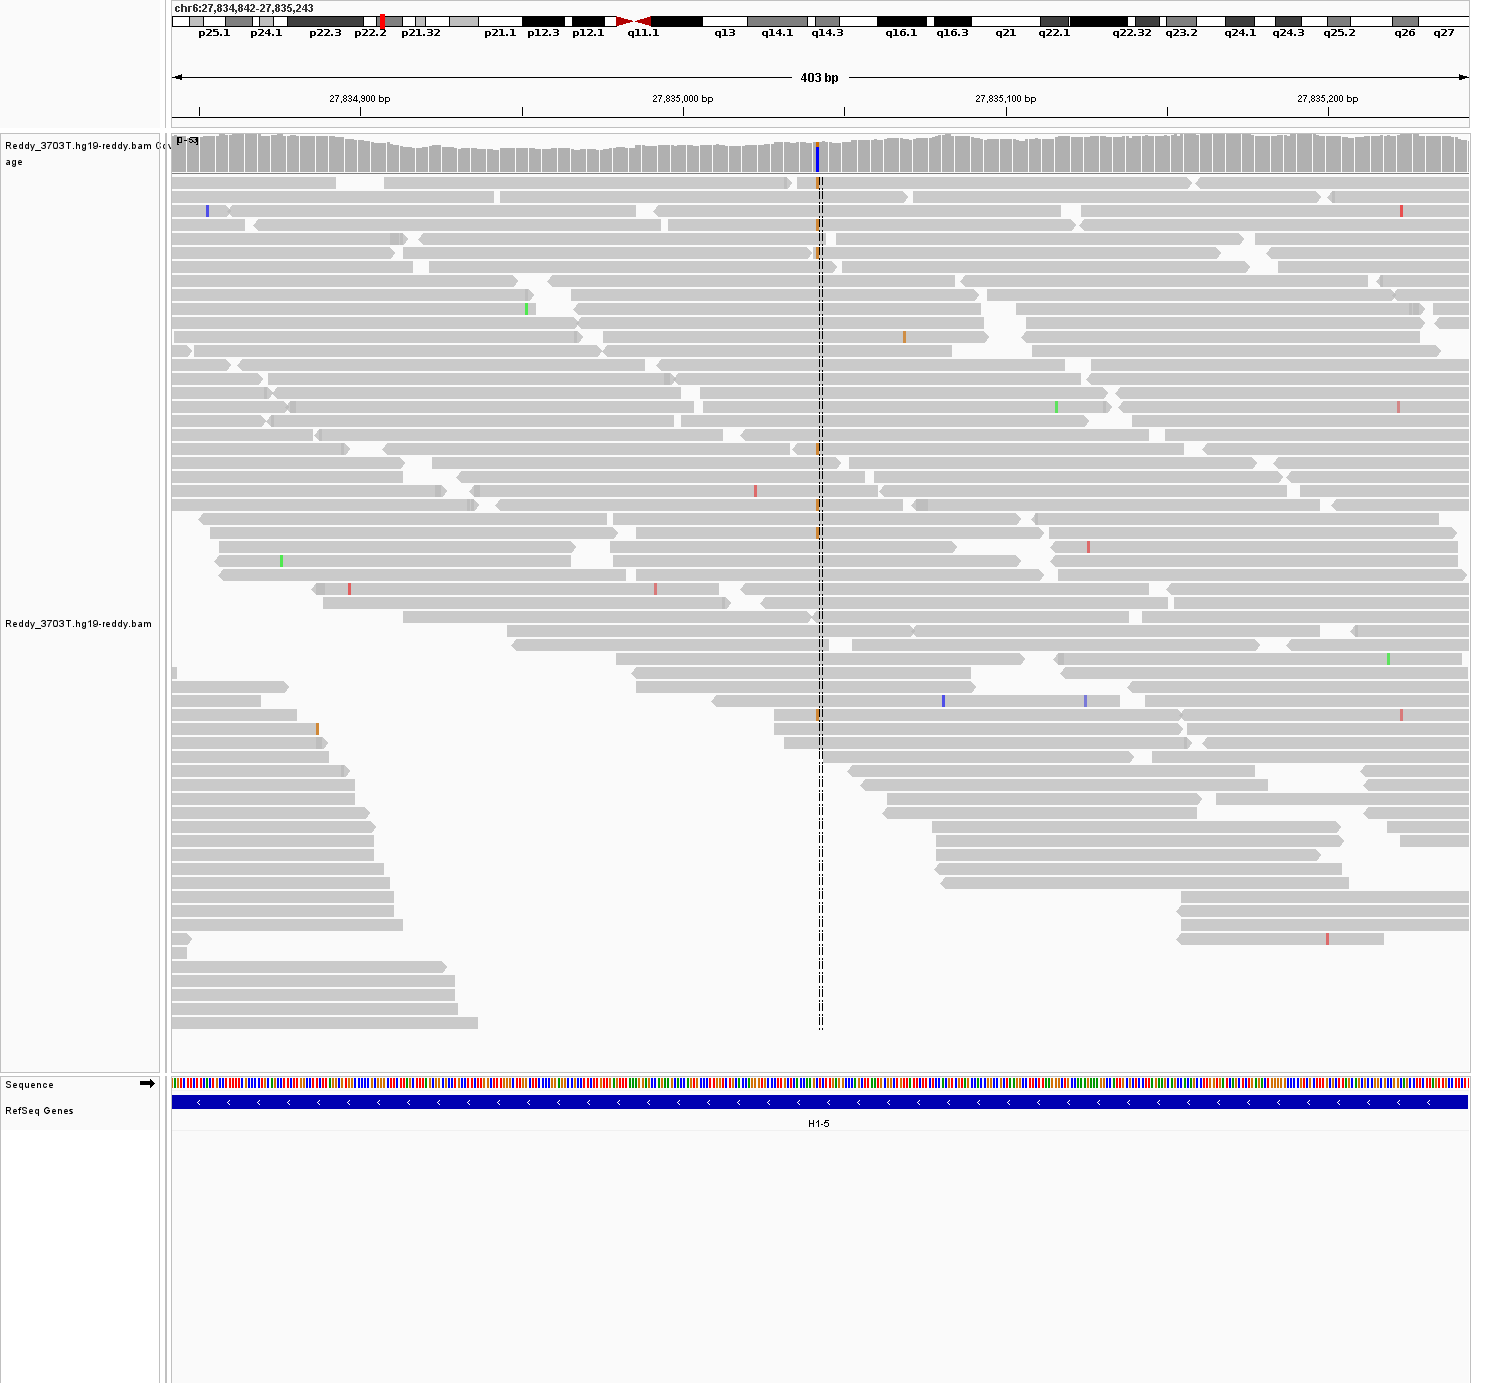 chr6:27,834,842-27,835,243
p25.1 p24.1 p22.3 p22.2 p21.32 p21.1 p12.3 p12.1 q11.1 q13 q14.1 q14.3 q16.1 q16.3 q21 q22.1 q22.32 q23.2 q24.1 q24.3 q25.2 q26 q27
403 bp
27,834,900 bp 27,835,000 bp 27,835,100 bp 27,835,200 bp
Reddy_3703T.hg19-reddy.bam Cov
age
Reddy_3703T.hg19-reddy.bam
Sequence
RefSeq Genes
H1-5